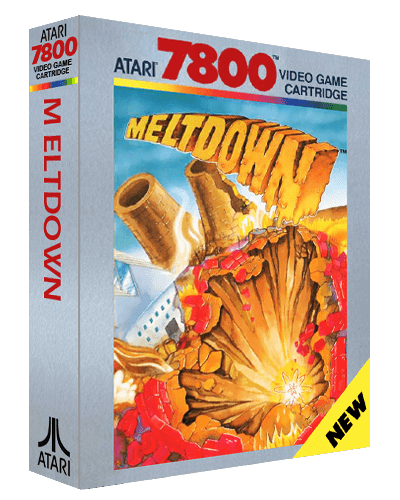 ATARI
7800
VIDEO GAME
CARTRIDGE
M ELTDOWN
ATARI
ATARI® 7800™ VIDEO GAME
CARTRIDGE
MELTDOWN™
NEW